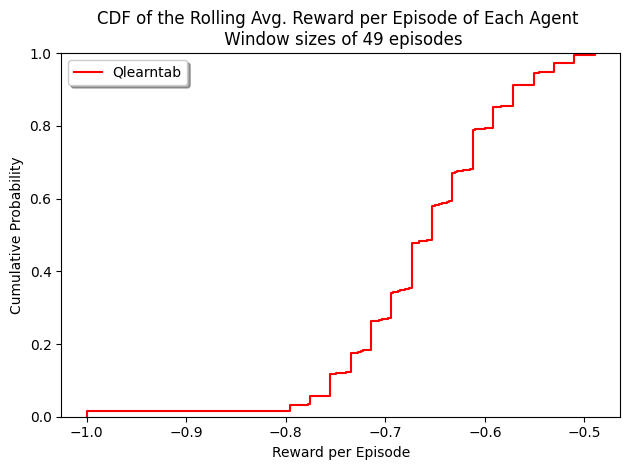 CDF of the Rolling Avg. Reward per Episode of Each Agent
Window sizes of 49 episodes
Qlearntab
Cumulative Probability
1.0
0.8
0.6
0.4
0.2
0.0
−1.0 −0.9 −0.8 −0.7 −0.6 −0.5
Reward per Episode